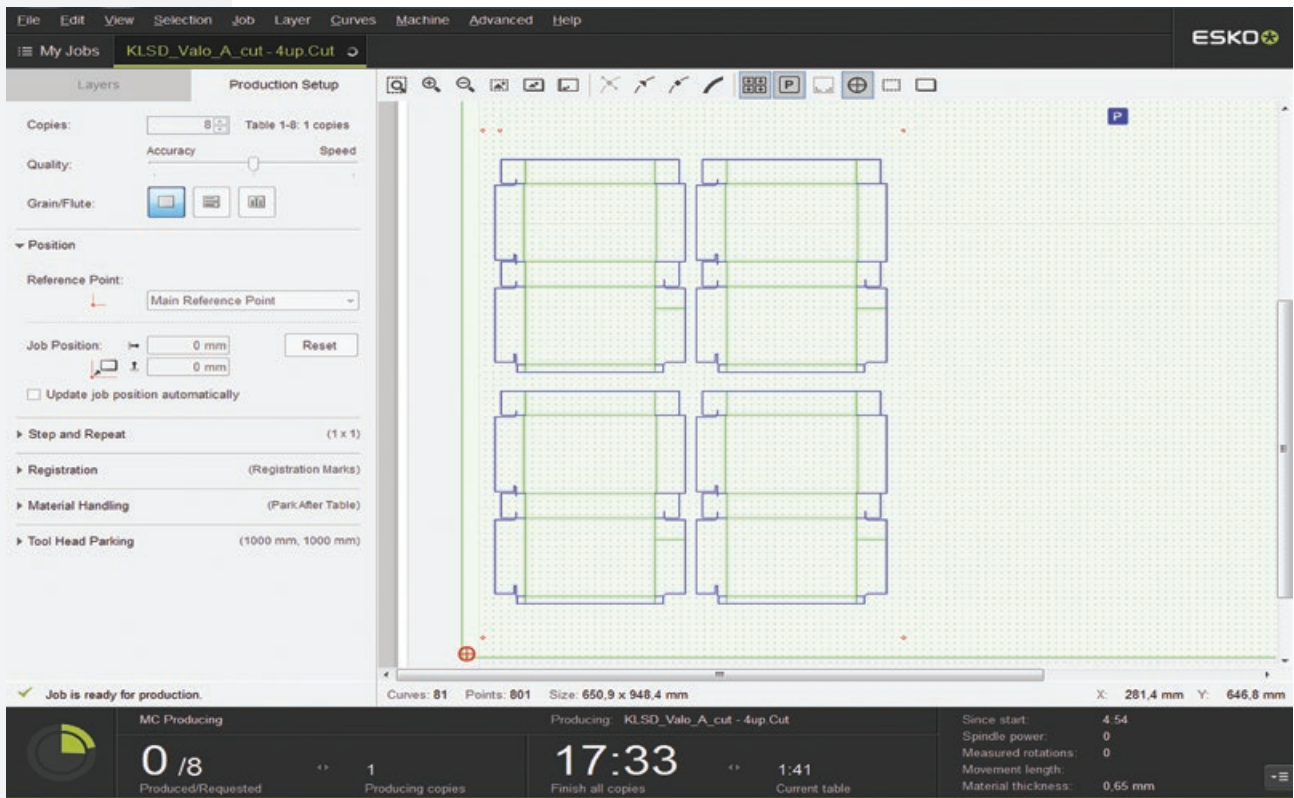 File Edit View Selection Job Layer Curves Machine Advanced Help
ESKO
My Jobs KLSD_Valo_A_cut - 4up.Cut
Layers Production Setup
P P
Copies: 8 Table 1-8: 1 copies
Accuracy Speed
Quality:
Grain/Flute:
Position
Reference Point:
Main Reference Point
Job Position: 0 mm Reset
0 mm
Update job position automatically
Step and Repeat (1 x 1)
Registration (Registration Marks)
Material Handling (Park After Table)
Tool Head Parking (1000 mm, 1000 mm)
Job is ready for production. Curves: 81 Points: 801 Size: 650,9 x 948,4 mm X: 281,4 mm Y: 646,8 mm
MC Producing Producing: KLSD_Valo_A_cut - 4up.Cut Since start: 4:54
Spindle power: 0
0 /8 1 17:33 1:41 Measured rotations: 0
Movement length:
Produced/Requested Producing copies Finish all copies Current table Material thickness: 0,65 mm